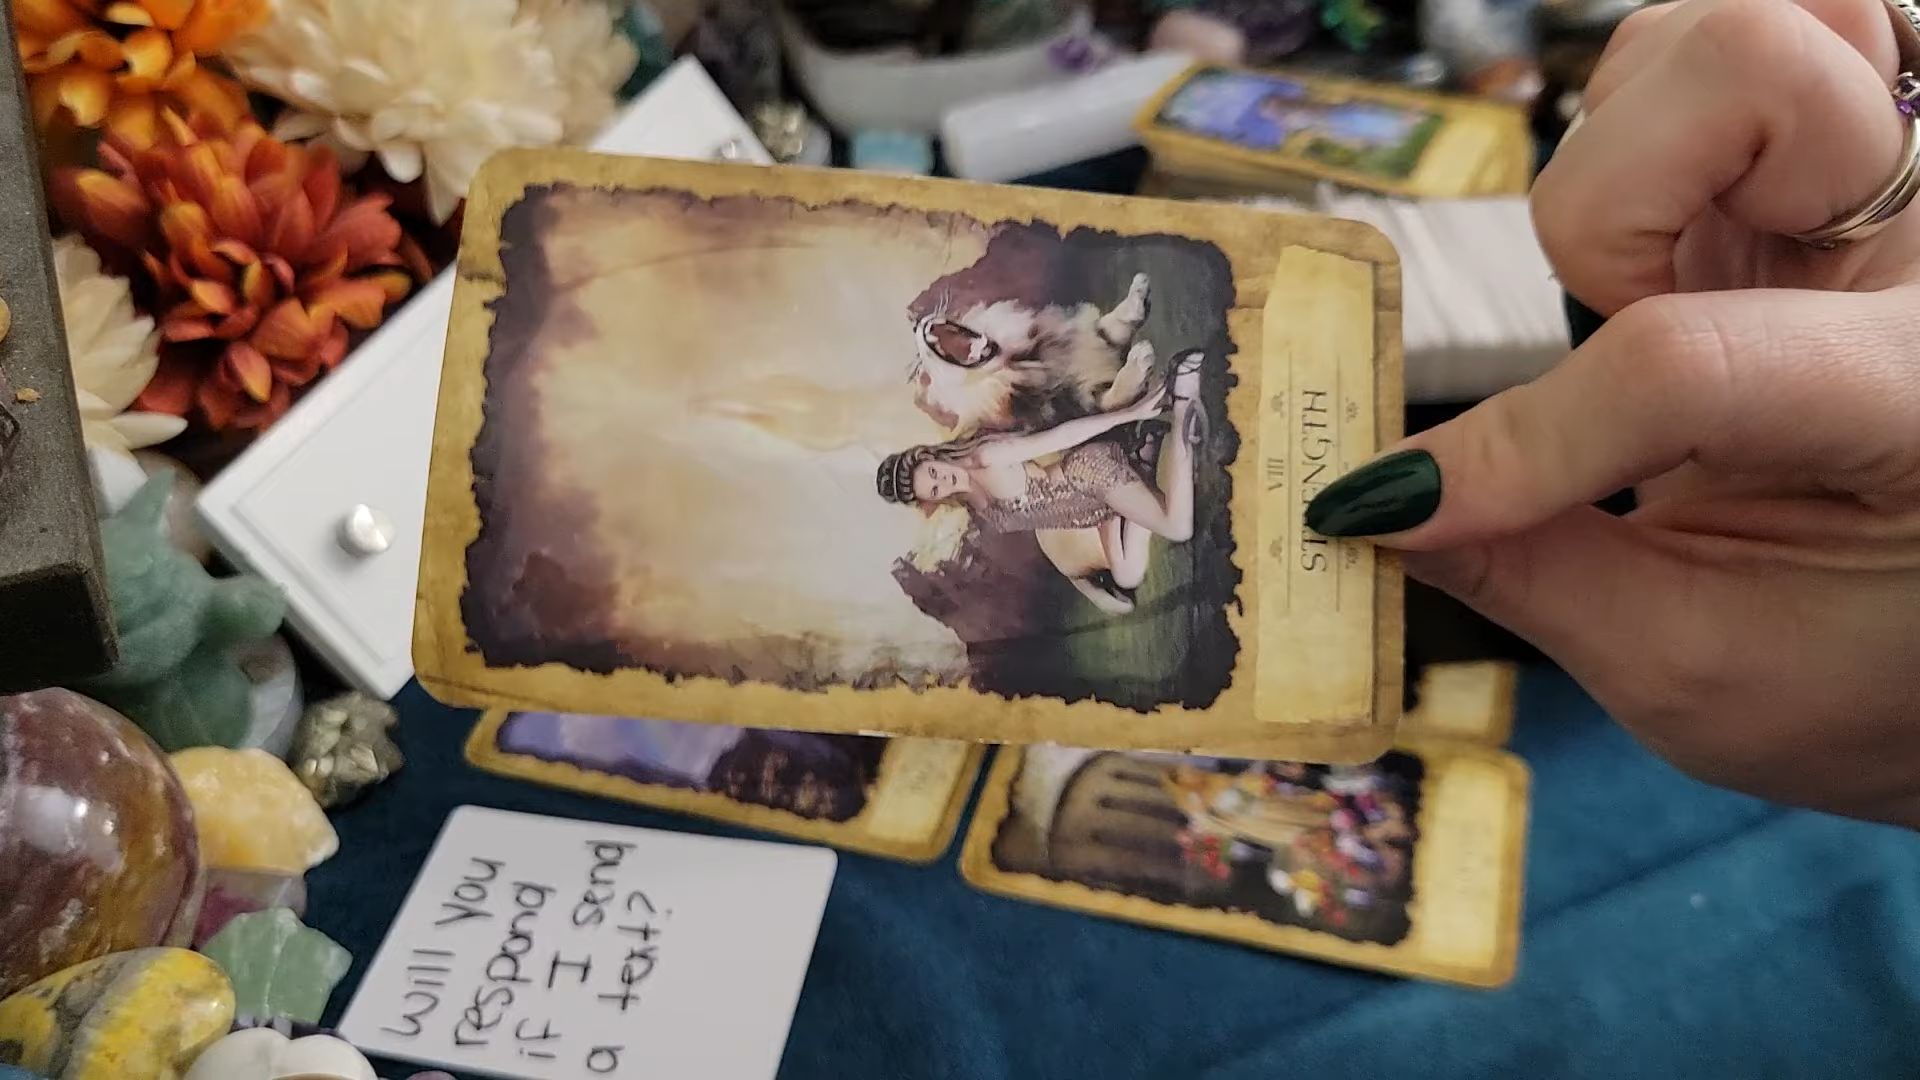 VIII
STRENGTH
Will you
respond
if I send
a text?